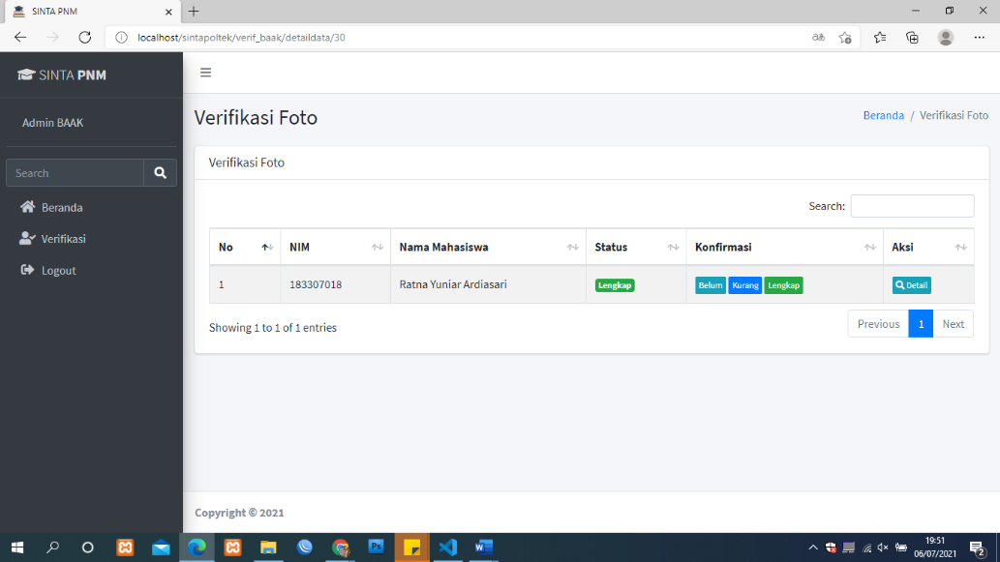 SINTA PNM
localhost/sintapoltek/verif_baak/detaildata/30
SINTA PNM
Admin BAAK
Search
Beranda
Verifikasi
Logout
Verifikasi Foto
Beranda / Verifikasi Foto
Verifikasi Foto
Search:
No NIM Nama Mahasiswa Status Konfirmasi Aksi
1 183307018 Ratna Yuniar Ardiasari Lengkap Belum Kurang Lengkap Detail
Showing 1 to 1 of 1 entries
Previous 1 Next
Copyright © 2021
Ps
19:51
06/07/2021
2